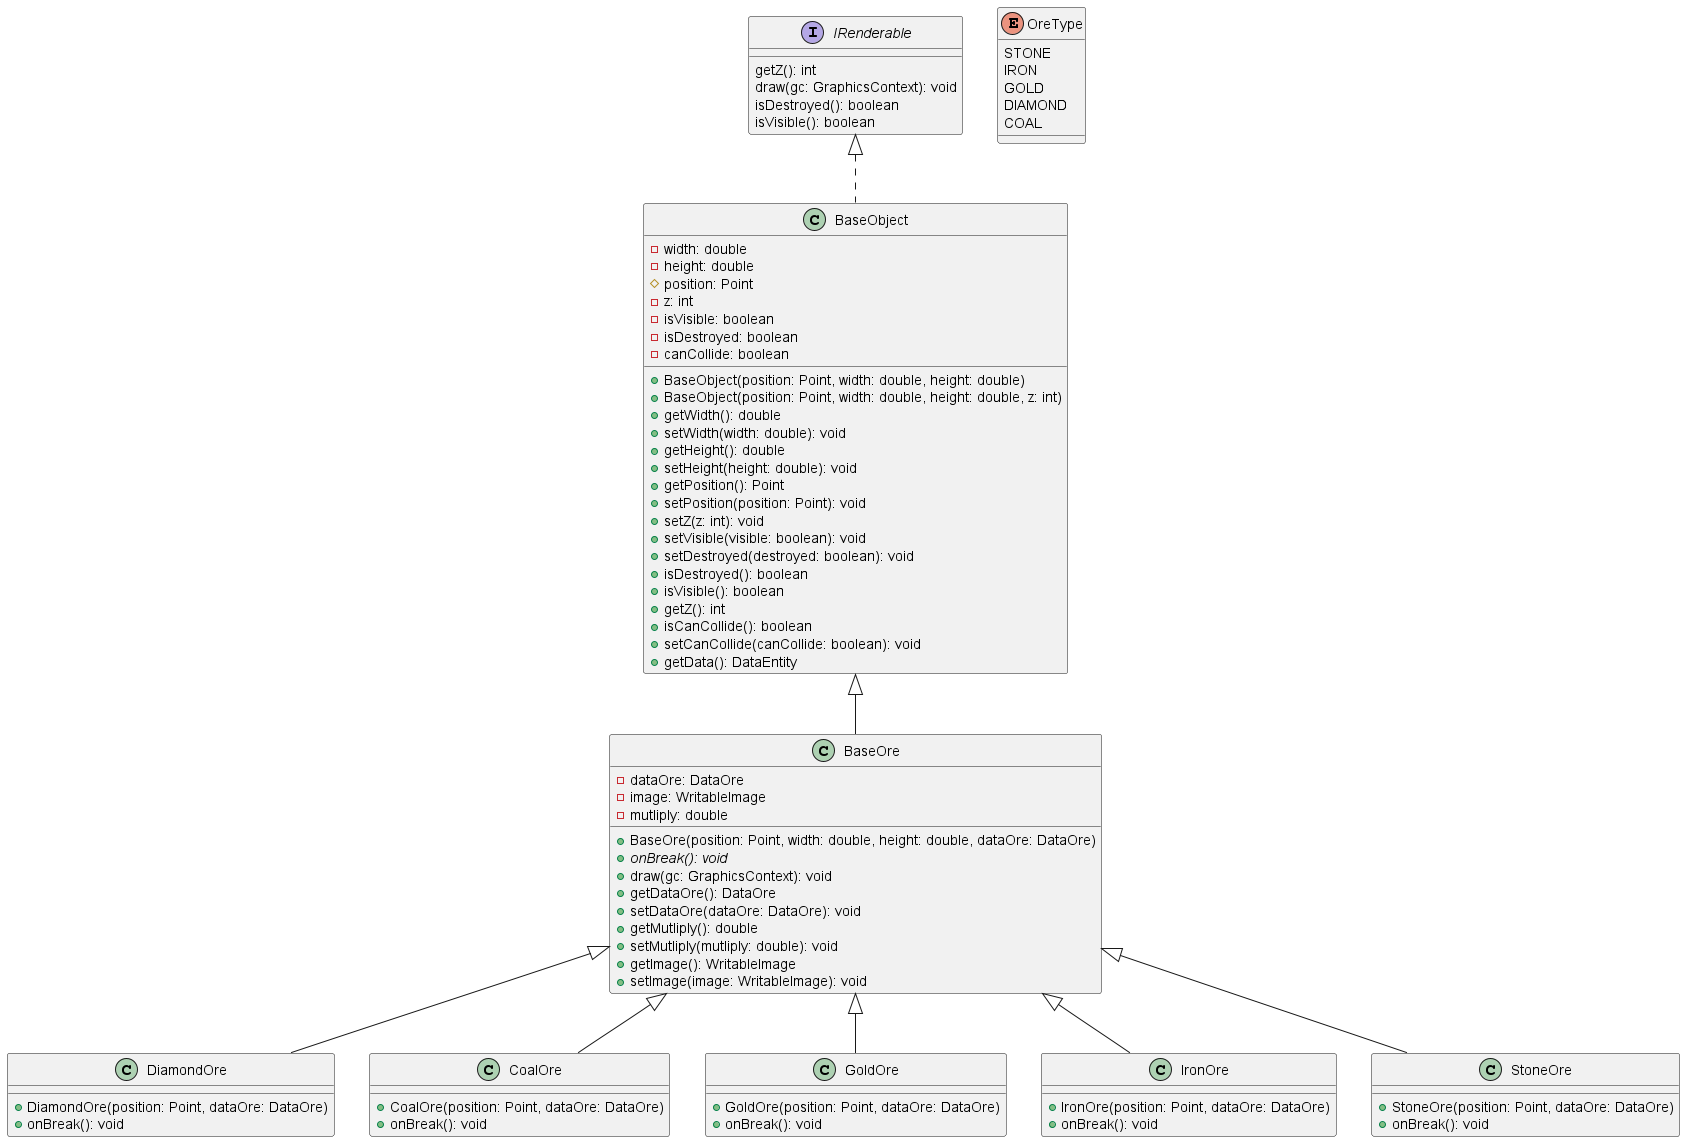 I IRenderable
getZ(): int
draw(gc: GraphicsContext): void
isDestroyed(): boolean
isVisible(): boolean
E OreType
STONE
IRON
GOLD
DIAMOND
COAL
C BaseObject
width: double
height: double
position: Point
z: int
isVisible: boolean
isDestroyed: boolean
canCollide: boolean
BaseObject(position: Point, width: double, height: double)
BaseObject(position: Point, width: double, height: double, z: int)
getWidth(): double
setWidth(width: double): void
getHeight(): double
setHeight(height: double): void
getPosition(): Point
setPosition(position: Point): void
setZ(z: int): void
setVisible(visible: boolean): void
setDestroyed(destroyed: boolean): void
isDestroyed(): boolean
isVisible(): boolean
getZ(): int
isCanCollide(): boolean
setCanCollide(canCollide: boolean): void
getData(): DataEntity
C BaseOre
dataOre: DataOre
image: WritableImage
mutliply: double
BaseOre(position: Point, width: double, height: double, dataOre: DataOre)
onBreak(): void
draw(gc: GraphicsContext): void
getDataOre(): DataOre
setDataOre(dataOre: DataOre): void
getMutliply(): double
setMutliply(mutliply: double): void
getImage(): WritableImage
setImage(image: WritableImage): void
C DiamondOre
DiamondOre(position: Point, dataOre: DataOre)
onBreak(): void
C CoalOre
CoalOre(position: Point, dataOre: DataOre)
onBreak(): void
C GoldOre
GoldOre(position: Point, dataOre: DataOre)
onBreak(): void
C IronOre
IronOre(position: Point, dataOre: DataOre)
onBreak(): void
C StoneOre
StoneOre(position: Point, dataOre: DataOre)
onBreak(): void